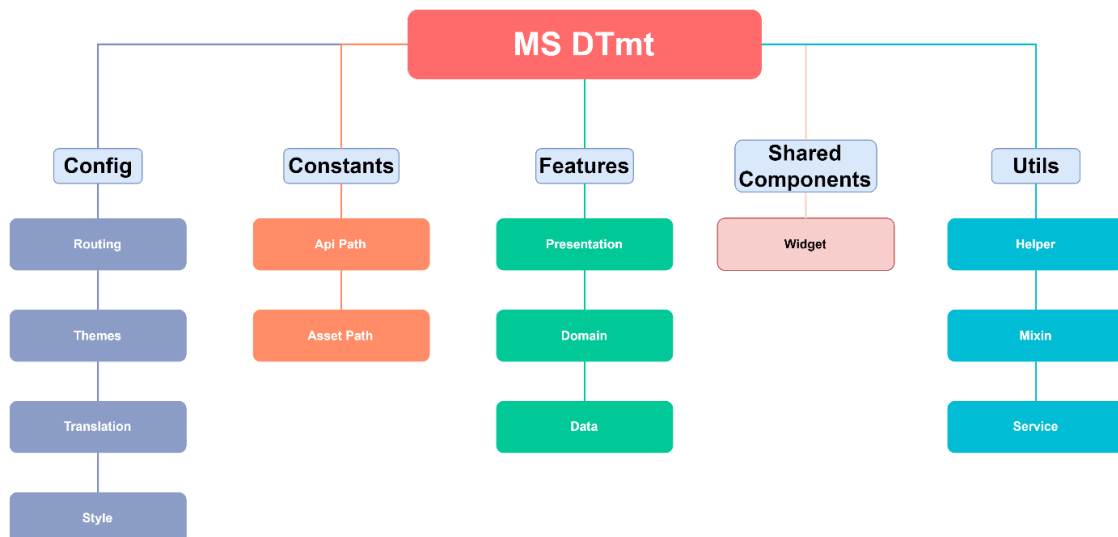 MS DTmt
Config
Constants
Features
Shared
Components
Utils
Routing
Api Path
Presentation
Widget
Helper
Themes
Asset Path
Domain
Mixin
Translation
Data
Service
Style